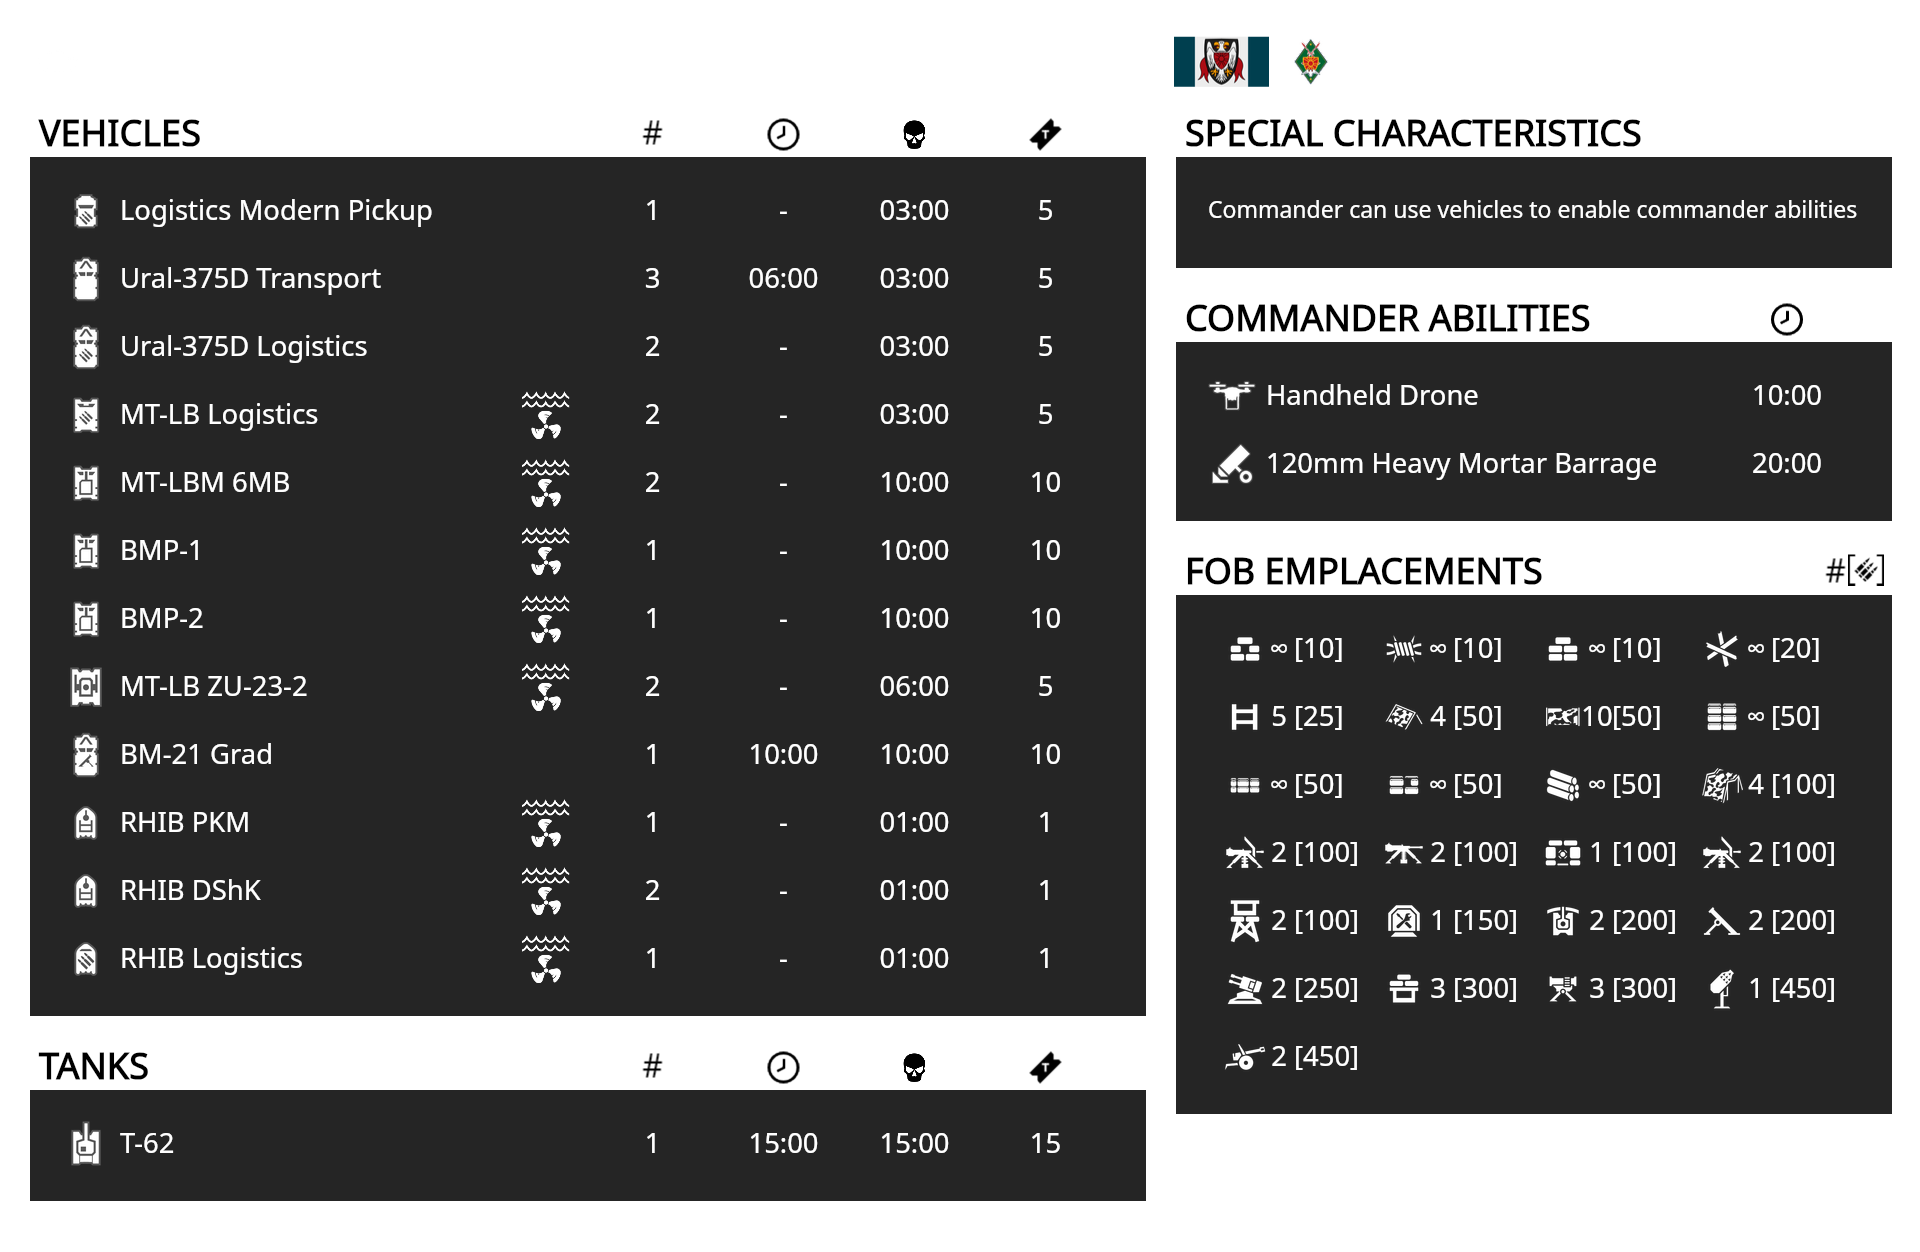 VEHICLES #
Logistics Modern Pickup 1 - 03:00 5
Ural-375D Transport 3 06:00 03:00 5
Ural-375D Logistics 2 - 03:00 5
MT-LB Logistics 2 - 03:00 5
MT-LBM 6MB 2 - 10:00 10
BMP-1 1 - 10:00 10
BMP-2 1 - 10:00 10
MT-LB ZU-23-2 2 - 06:00 5
BM-21 Grad 1 10:00 10:00 10
RHIB PKM 1 - 01:00 1
RHIB DShK 2 - 01:00 1
RHIB Logistics 1 - 01:00 1
TANKS # T
T-62 1 15:00 15:00 15
SPECIAL CHARACTERISTICS
Commander can use vehicles to enable commander abilities
COMMANDER ABILITIES
Handheld Drone 10:00
120mm Heavy Mortar Barrage 20:00
FOB EMPLACEMENTS #[]
∞ [10] ∞ [10] ∞ [10] ∞ [20]
5 [25] 4 [50] 10[50] ∞ [50]
∞ [50] ∞ [50] ∞ [50] 4 [100]
2 [100] 2 [100] 1 [100] 2 [100]
2 [100] 1 [150] 2 [200] 2 [200]
2 [250] 3 [300] 3 [300] 1 [450]
2 [450]